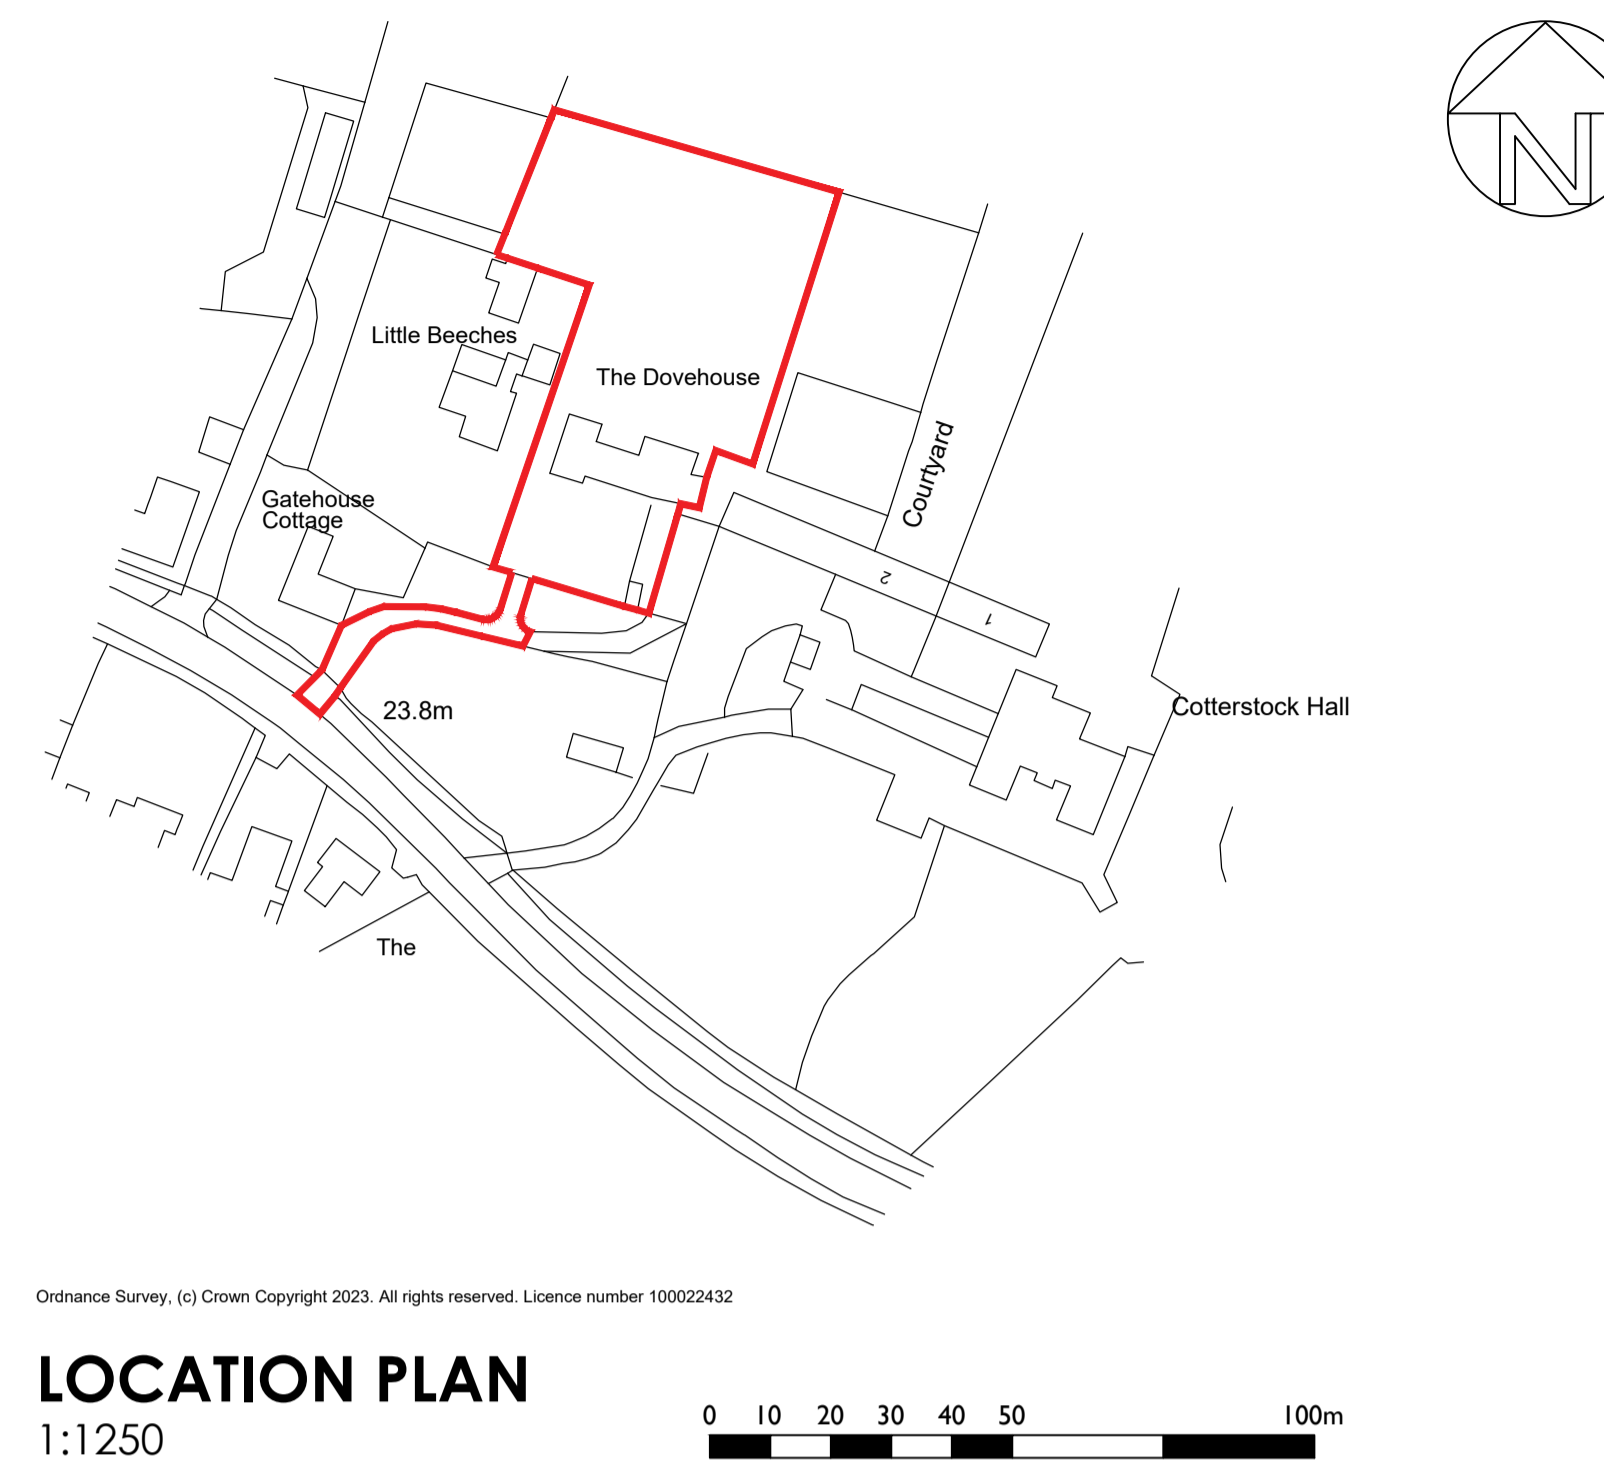 N
Little Beeches
The Dovehouse
Courtyard
Gatehouse
Cottage
2
1
23.8m
Cotterstock Hall
The
Ordnance Survey, (c) Crown Copyright 2023. All rights reserved. Licence number 100022432
LOCATION PLAN
1:1250
0 10 20 30 40 50 100m